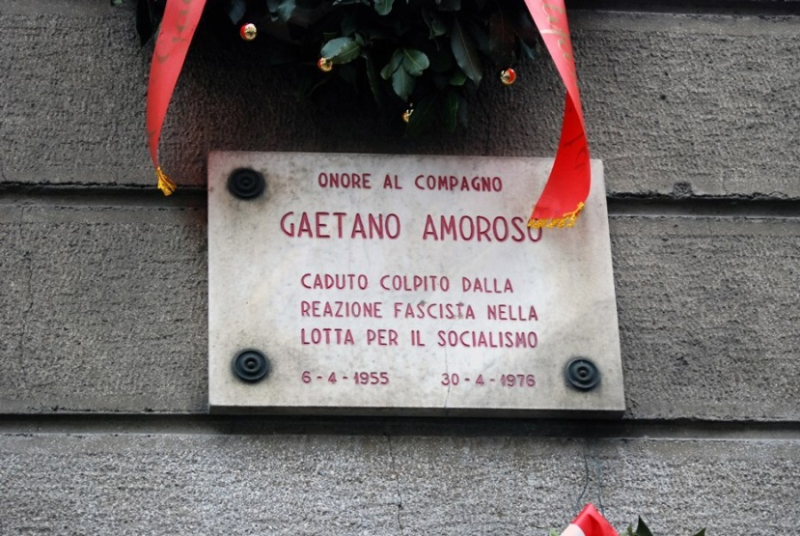 ONORE AL COMPAGNO
GAETANO AMOROSO
CADUTO COLPITO DALLA
REAZIONE FASCISTA NELLA
LOTTA PER IL SOCIALISMO
6-4-1955 30-4-1976